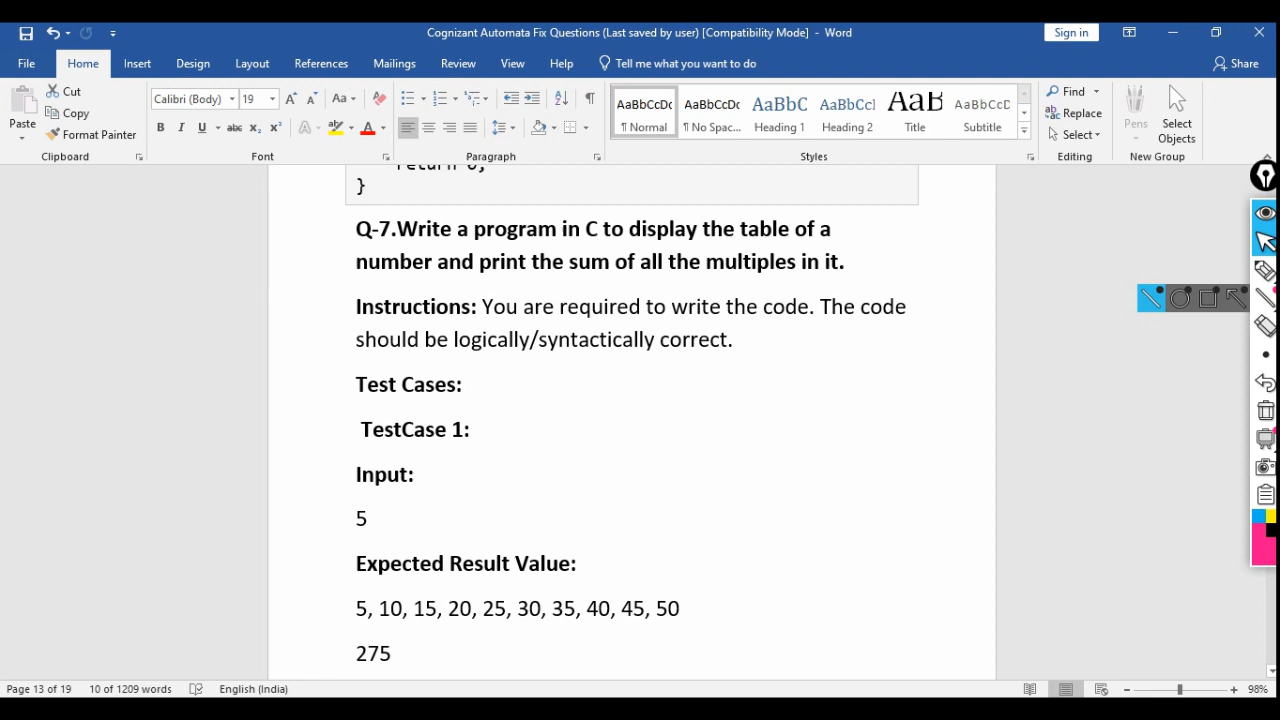 Cognizant Automata Fix Questions (Last saved by user) [Compatibility Mode] - Word
Sign in
File Home Insert Design Layout References Mailings Review View Help Tell me what you want to do Share
Paste
Cut
Copy
Format Painter
Clipboard
Calibri (Body) 19
Font
Paragraph
AaBbCcDc AaBbCcDc AaBbC AaBbCcl AaB AaBbCcD
¶ Normal ¶ No Spac... Heading 1 Heading 2 Title Subtitle
Styles
Find
Replace
Select
Editing
Pens
Select Objects
New Group
}
Q-7.Write a program in C to display the table of a
number and print the sum of all the multiples in it.
Instructions: You are required to write the code. The code
should be logically/syntactically correct.
Test Cases:
TestCase 1:
Input:
5
Expected Result Value:
5, 10, 15, 20, 25, 30, 35, 40, 45, 50
275
Page 13 of 19 10 of 1209 words English (India) 98%